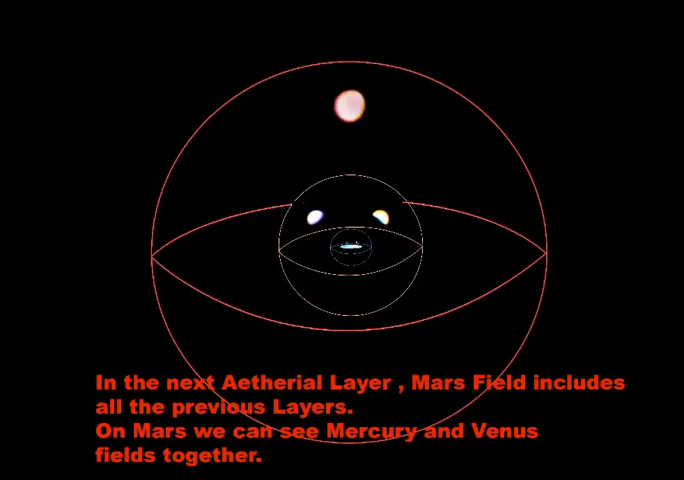 In the next Aetherial Layer , Mars Field includes
all the previous Layers.
On Mars we can see Mercury and Venus
fields together.